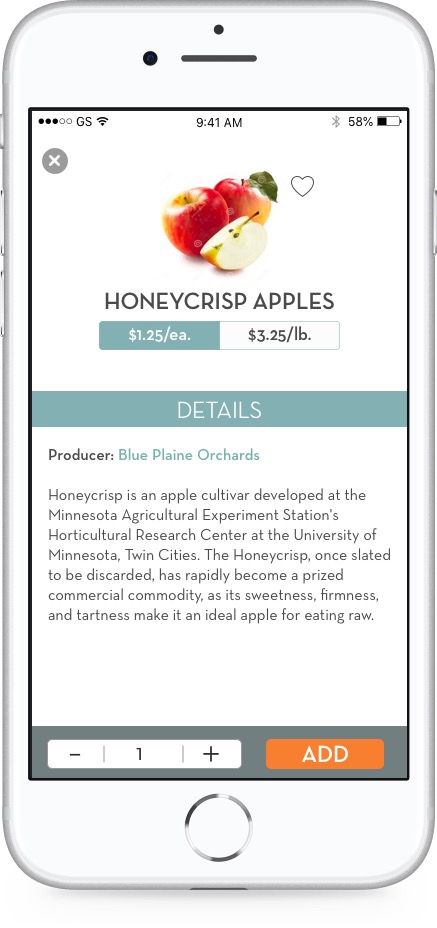 GS 9:41 AM 58%
HONEYCRISP APPLES
$1.25/ea. $3.25/lb.
DETAILS
Producer: Blue Plaine Orchards
Honeycrisp is an apple cultivar developed at the
Minnesota Agricultural Experiment Station's
Horticultural Research Center at the University of
Minnesota, Twin Cities. The Honeycrisp, once slated
to be discarded, has rapidly become a prized
commercial commodity, as its sweetness, firmness,
and tartness make it an ideal apple for eating raw.
− 1 + ADD